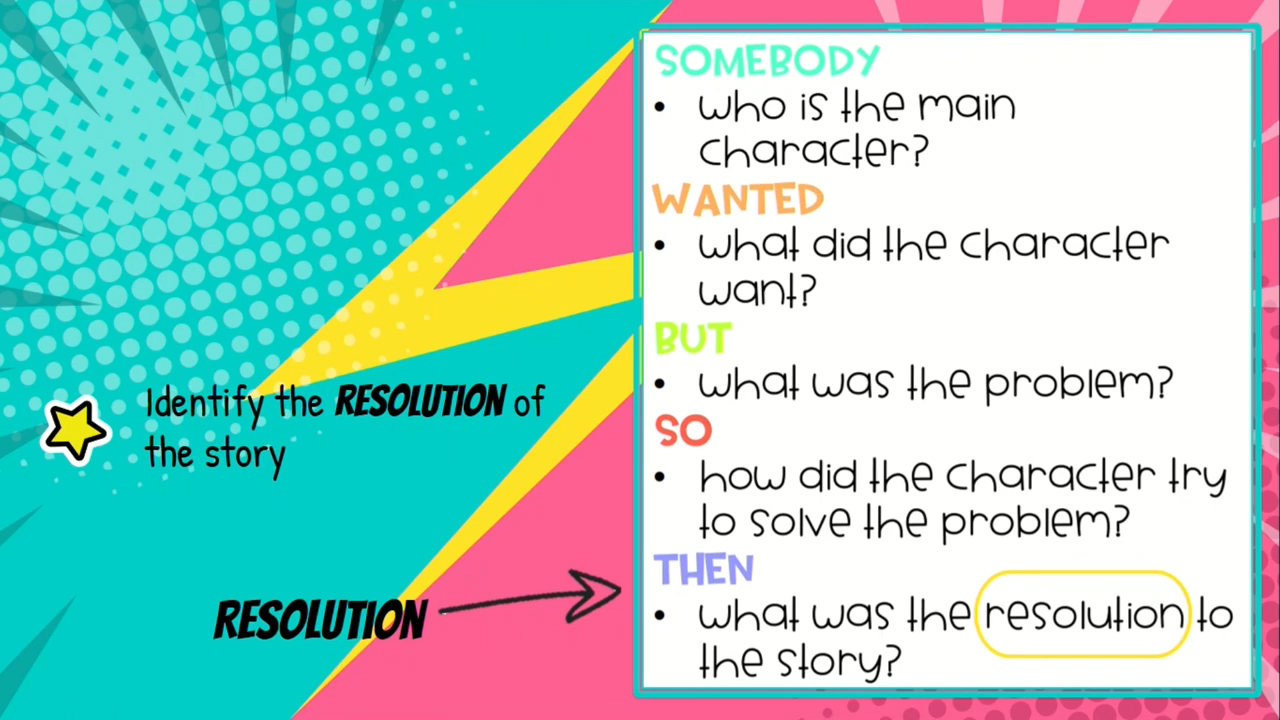 Identify the RESOLUTION of
the story
RESOLUTION
SOMEBODY
• who is the main
character?
WANTED
• what did the character
want?
BUT
• what was the problem?
SO
• how did the character try
to solve the problem?
THEN
• what was the resolution to
the story?